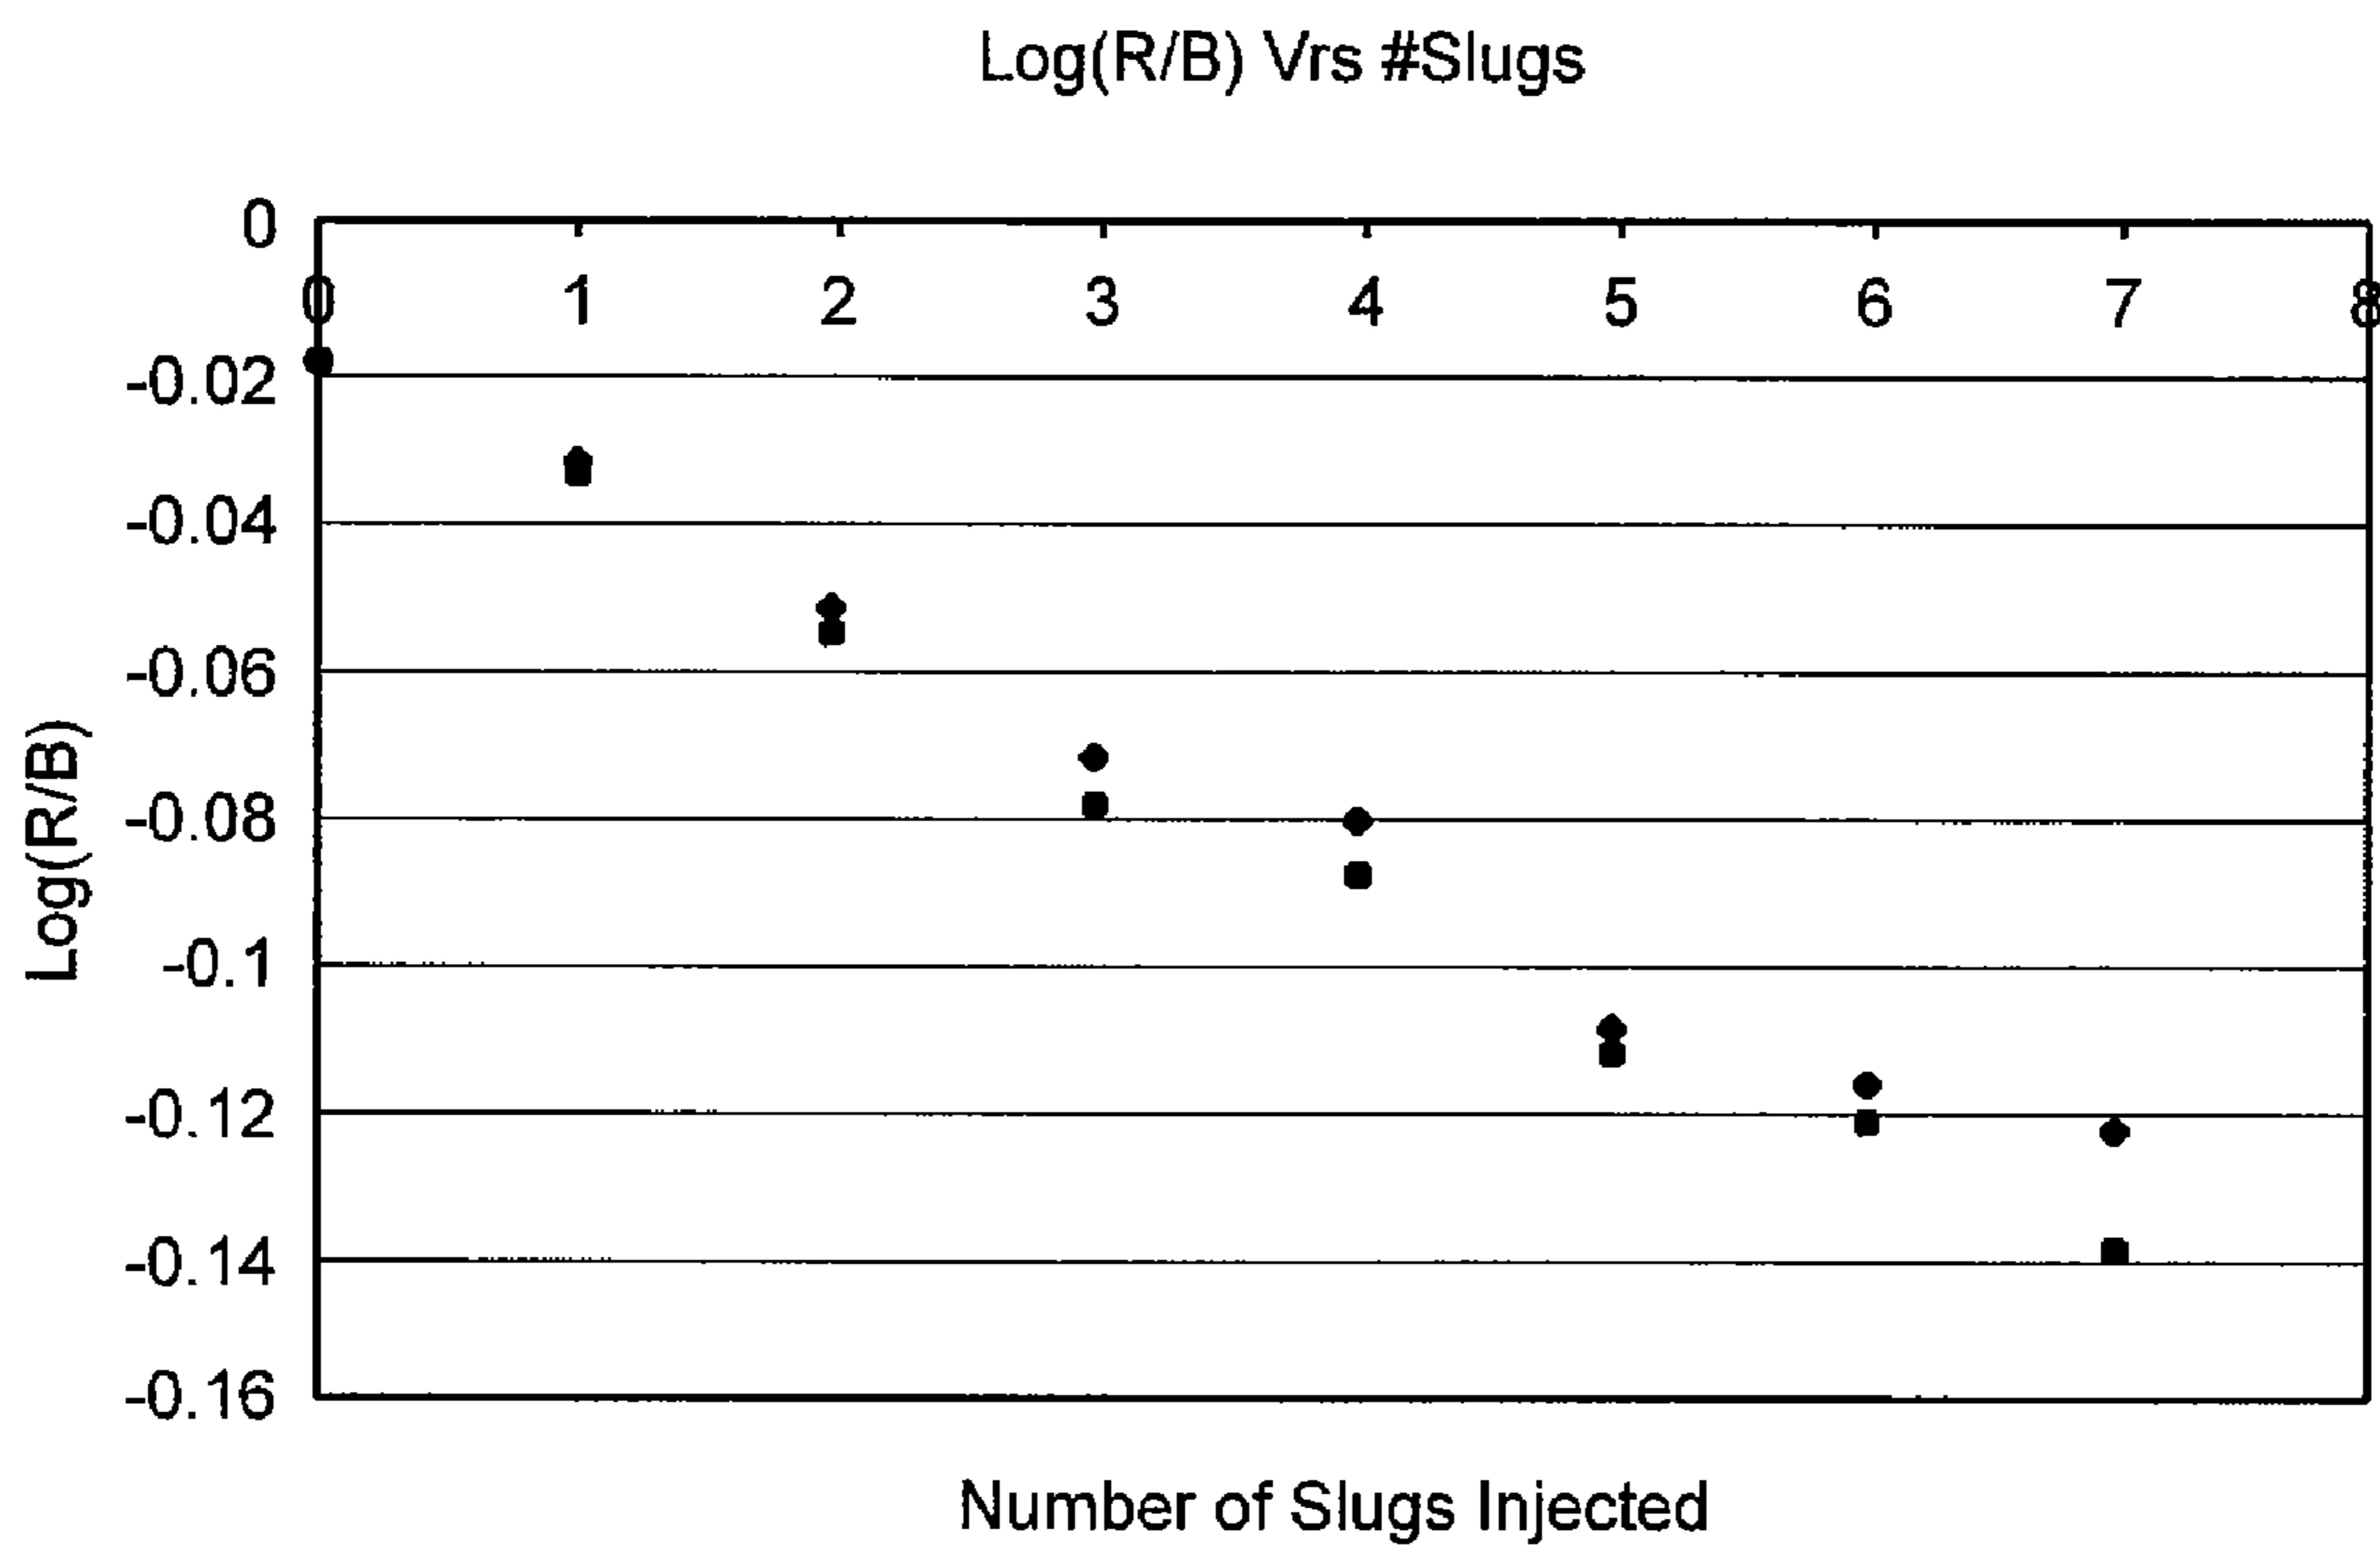 Log(R/B) Vrs #Slugs
0
0 1 2 3 4 5 6 7 8
-0.02
-0.04
-0.06
-0.08
-0.1
-0.12
-0.14
-0.16
Log(R/B)
Number of Slugs Injected